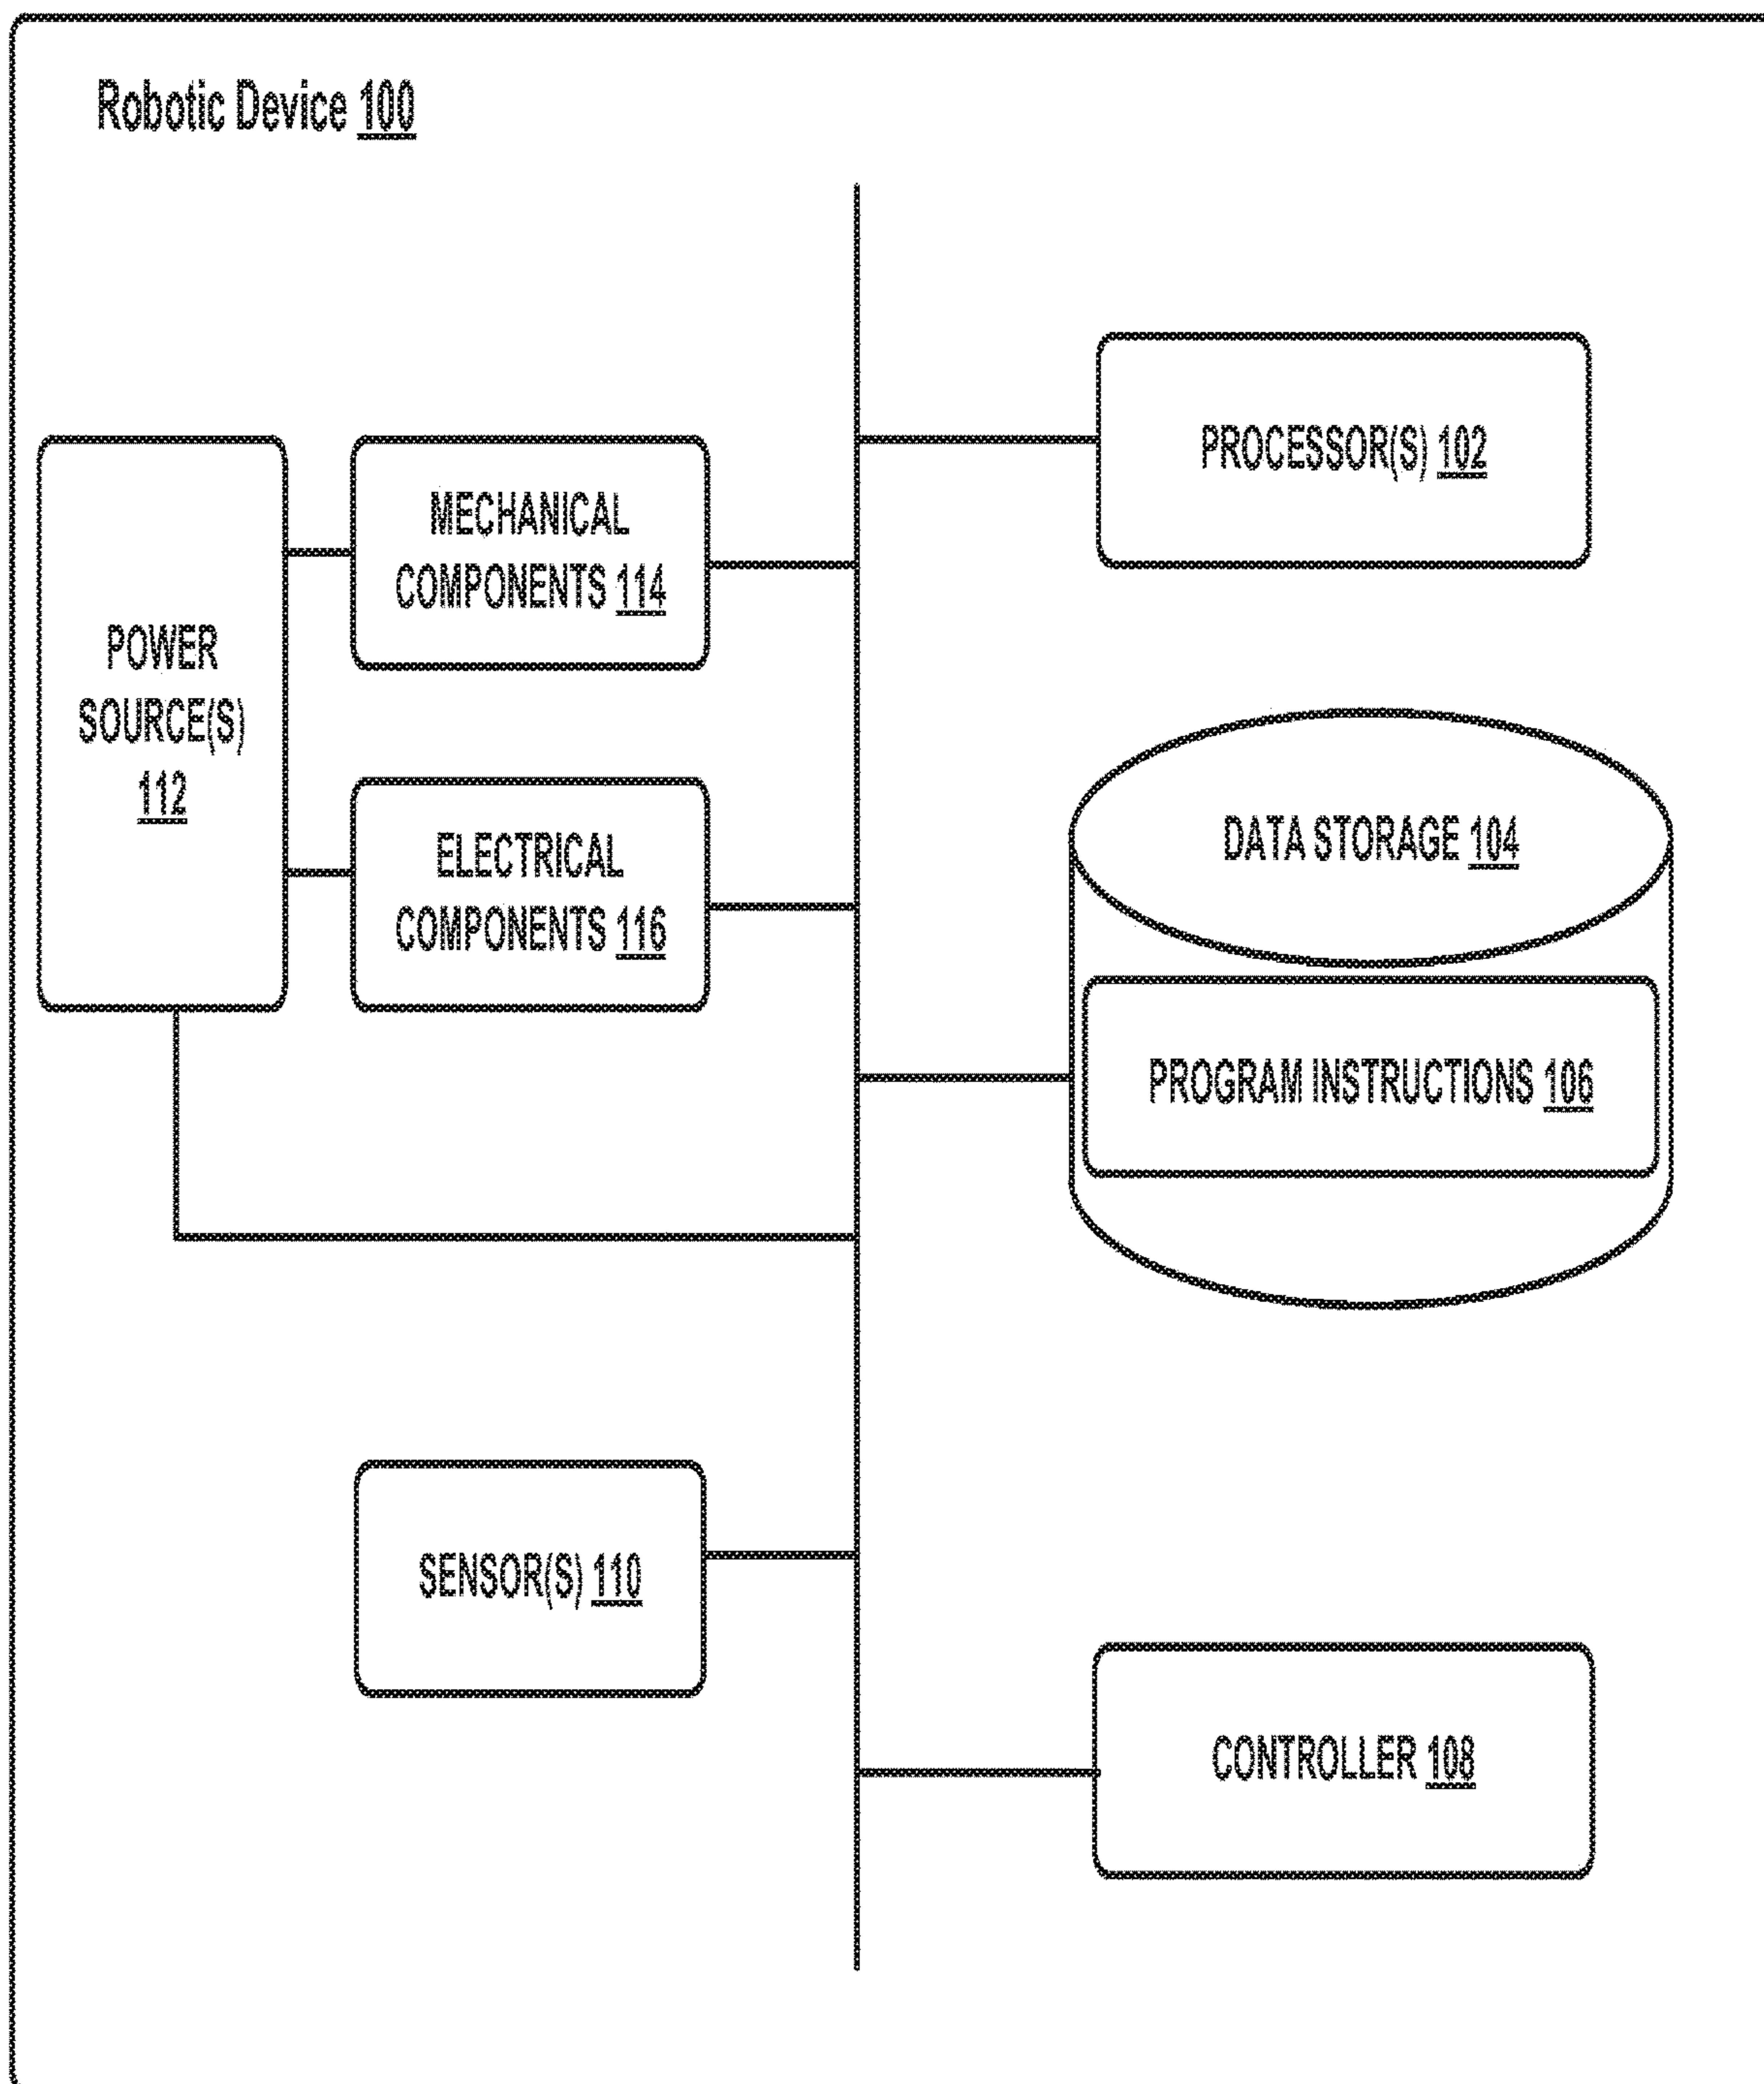 Robotic Device 100
PROCESSOR(S) 102
MECHANICAL
COMPONENTS 114
POWER
SOURCE(S)
112
ELECTRICAL
COMPONENTS 116
DATA STORAGE 104
PROGRAM INSTRUCTIONS 106
SENSOR(S) 110
CONTROLLER 108